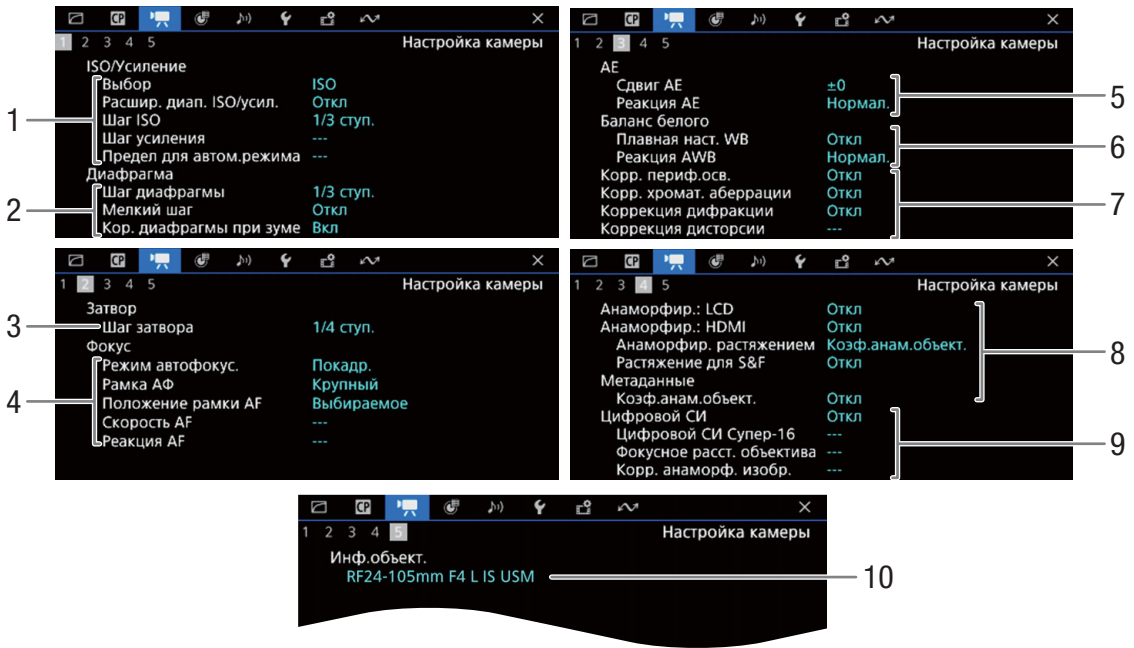 CP
1 2 3 4 5
Настройка камеры
ISO/Усиление
Выбор ISO
Расшир. диап. ISO/усил. Откл
Шаг ISO 1/3 ступ.
Шаг усиления ---
Предел для автом.режима ---
1
Диафрагма
Шаг диафрагмы 1/3 ступ.
Мелкий шаг Откл
Кор. диафрагмы при зуме Вкл
2
CP
1 2 3 4 5
Настройка камеры
AE
Сдвиг AE ±0
Реакция AE Нормал.
5
Баланс белого
Плавная наст. WB Откл
Реакция AWB Нормал.
6
Корр. периф.осв. Откл
Корр. хромат. аберрации Откл
Коррекция дифракции Откл
Коррекция дисторсии ---
7
CP
1 2 3 4 5
Настройка камеры
Затвор
Шаг затвора 1/4 ступ.
3
Фокус
Режим автофокус. Покадр.
Рамка АФ Крупный
Положение рамки AF Выбираемое
Скорость AF ---
Реакция AF ---
4
CP
1 2 3 4 5
Настройка камеры
Анаморфир.: LCD Откл
Анаморфир.: HDMI Откл
Анаморфир. растяжением Коэф.анам.объект.
Растяжение для S&F Откл
Метаданные
Коэф.анам.объект. Откл
8
Цифровой СИ Откл
Цифровой СИ Супер-16 ---
Фокусное расст. объектива ---
Корр. анаморф. изобр. ---
9
CP
1 2 3 4 5
Настройка камеры
Инф.объект.
RF24-105mm F4 L IS USM
10